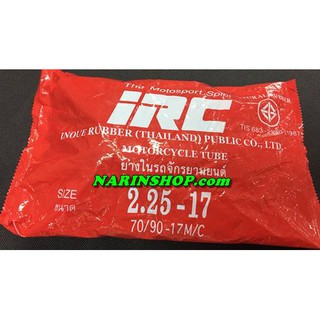 The Motosport Spirit
iRC
INOUE RUBBER (THAILAND) PUBLIC CO., LTD.
TIS 683
MOTORCYCLE TUBE
ยางในรถจักรยานยนต์
NARINSHOP.com
SIZE
ขนาด
2.25-17
70/90-17M/C